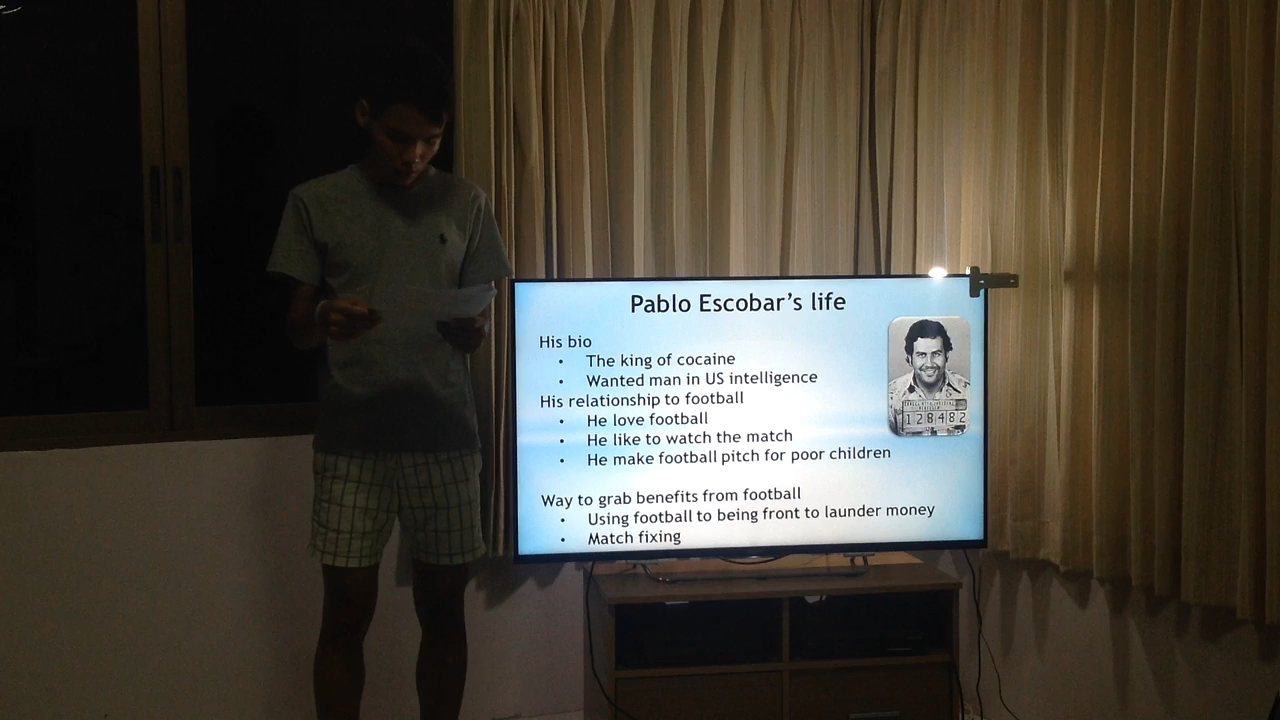 Pablo Escobar's life
His bio
• The king of cocaine
• Wanted man in US intelligence
His relationship to football
• He love football
• He like to watch the match
• He make football pitch for poor children
Way to grab benefits from football
• Using football to being front to launder money
• Match fixing
128482